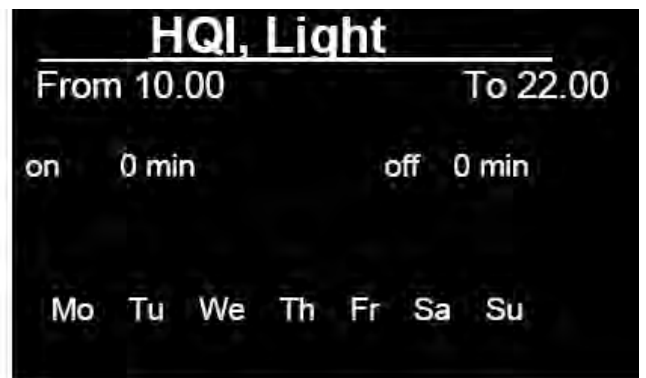 HQI, Light
From 10.00 To 22.00
on 0 min off 0 min
Mo Tu We Th Fr Sa Su